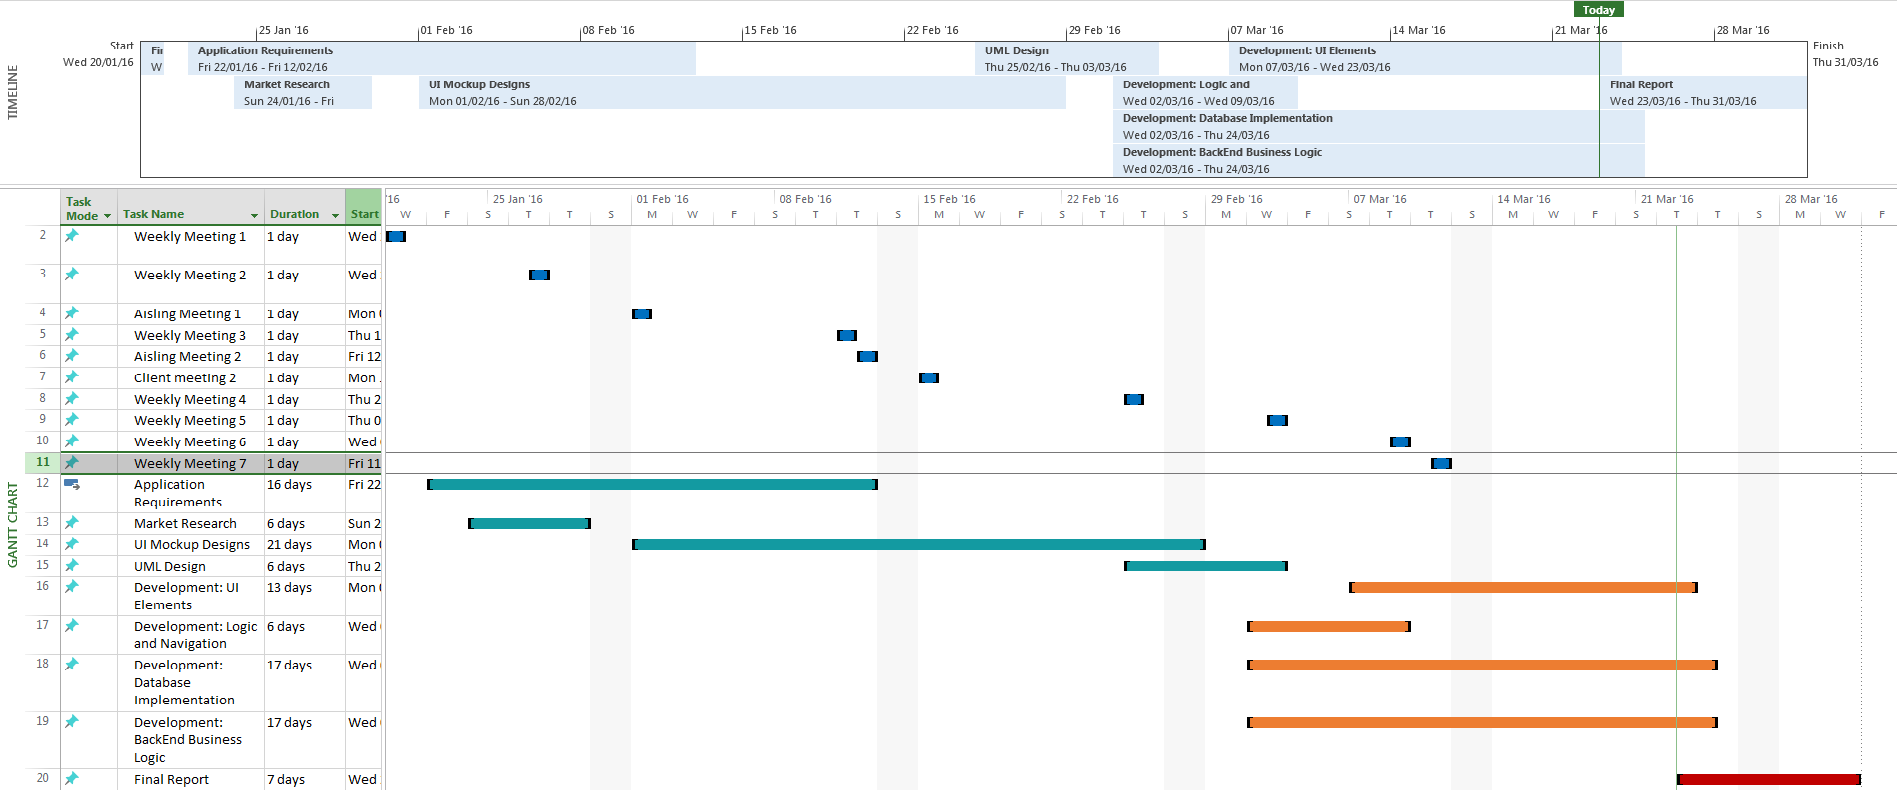 Today
25 Jan '16 01 Feb '16 08 Feb '16 15 Feb '16 22 Feb '16 29 Feb '16 07 Mar '16 14 Mar '16 21 Mar '16 28 Mar '16
Start
Wed 20/01/16
Finish
Thu 31/03/16
TIMELINE
Fir
W
Application Requirements
Fri 22/01/16 - Fri 12/02/16
UML Design
Thu 25/02/16 - Thu 03/03/16
Development: UI Elements
Mon 07/03/16 - Wed 23/03/16
Market Research
Sun 24/01/16 - Fri
UI Mockup Designs
Mon 01/02/16 - Sun 28/02/16
Development: Logic and
Wed 02/03/16 - Wed 09/03/16
Final Report
Wed 23/03/16 - Thu 31/03/16
Development: Database Implementation
Wed 02/03/16 - Thu 24/03/16
Development: BackEnd Business Logic
Wed 02/03/16 - Thu 24/03/16
GANTT CHART
Task Mode Task Name Duration Start
'16 25 Jan '16 01 Feb '16 08 Feb '16 15 Feb '16 22 Feb '16 29 Feb '16 07 Mar '16 14 Mar '16 21 Mar '16 28 Mar '16
W F S T T S M W F S T T S M W F S T T S M W F S T T S M W F S T T S M W F
2 Weekly Meeting 1 1 day Wed
3 Weekly Meeting 2 1 day Wed
4 Aisling Meeting 1 1 day Mon
5 Weekly Meeting 3 1 day Thu 1
6 Aisling Meeting 2 1 day Fri 12
7 Client meeting 2 1 day Mon
8 Weekly Meeting 4 1 day Thu 2
9 Weekly Meeting 5 1 day Thu 0
10 Weekly Meeting 6 1 day Wed
11 Weekly Meeting 7 1 day Fri 11
12 Application Requirements 16 days Fri 22
13 Market Research 6 days Sun 2
14 UI Mockup Designs 21 days Mon
15 UML Design 6 days Thu 2
16 Development: UI Elements 13 days Mon
17 Development: Logic and Navigation 6 days Wed
18 Development: Database Implementation 17 days Wed
19 Development: BackEnd Business Logic 17 days Wed
20 Final Report 7 days Wed